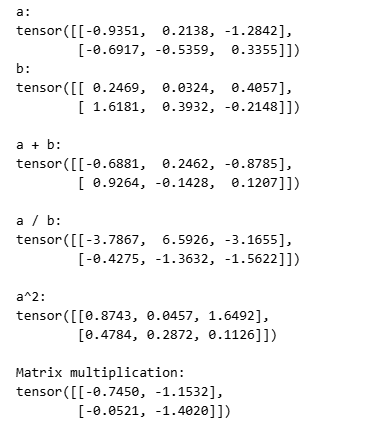 a:
tensor([[-0.9351,  0.2138, -1.2842],
        [-0.6917, -0.5359,  0.3355]])
b:
tensor([[ 0.2469,  0.0324,  0.4057],
        [ 1.6181,  0.3932, -0.2148]])

a + b:
tensor([[-0.6881,  0.2462, -0.8785],
        [ 0.9264, -0.1428,  0.1207]])

a / b:
tensor([[-3.7867,  6.5926, -3.1655],
        [-0.4275, -1.3632, -1.5622]])

a^2:
tensor([[0.8743, 0.0457, 1.6492],
        [0.4784, 0.2872, 0.1126]])

Matrix multiplication:
tensor([[-0.7450, -1.1532],
        [-0.0521, -1.4020]])